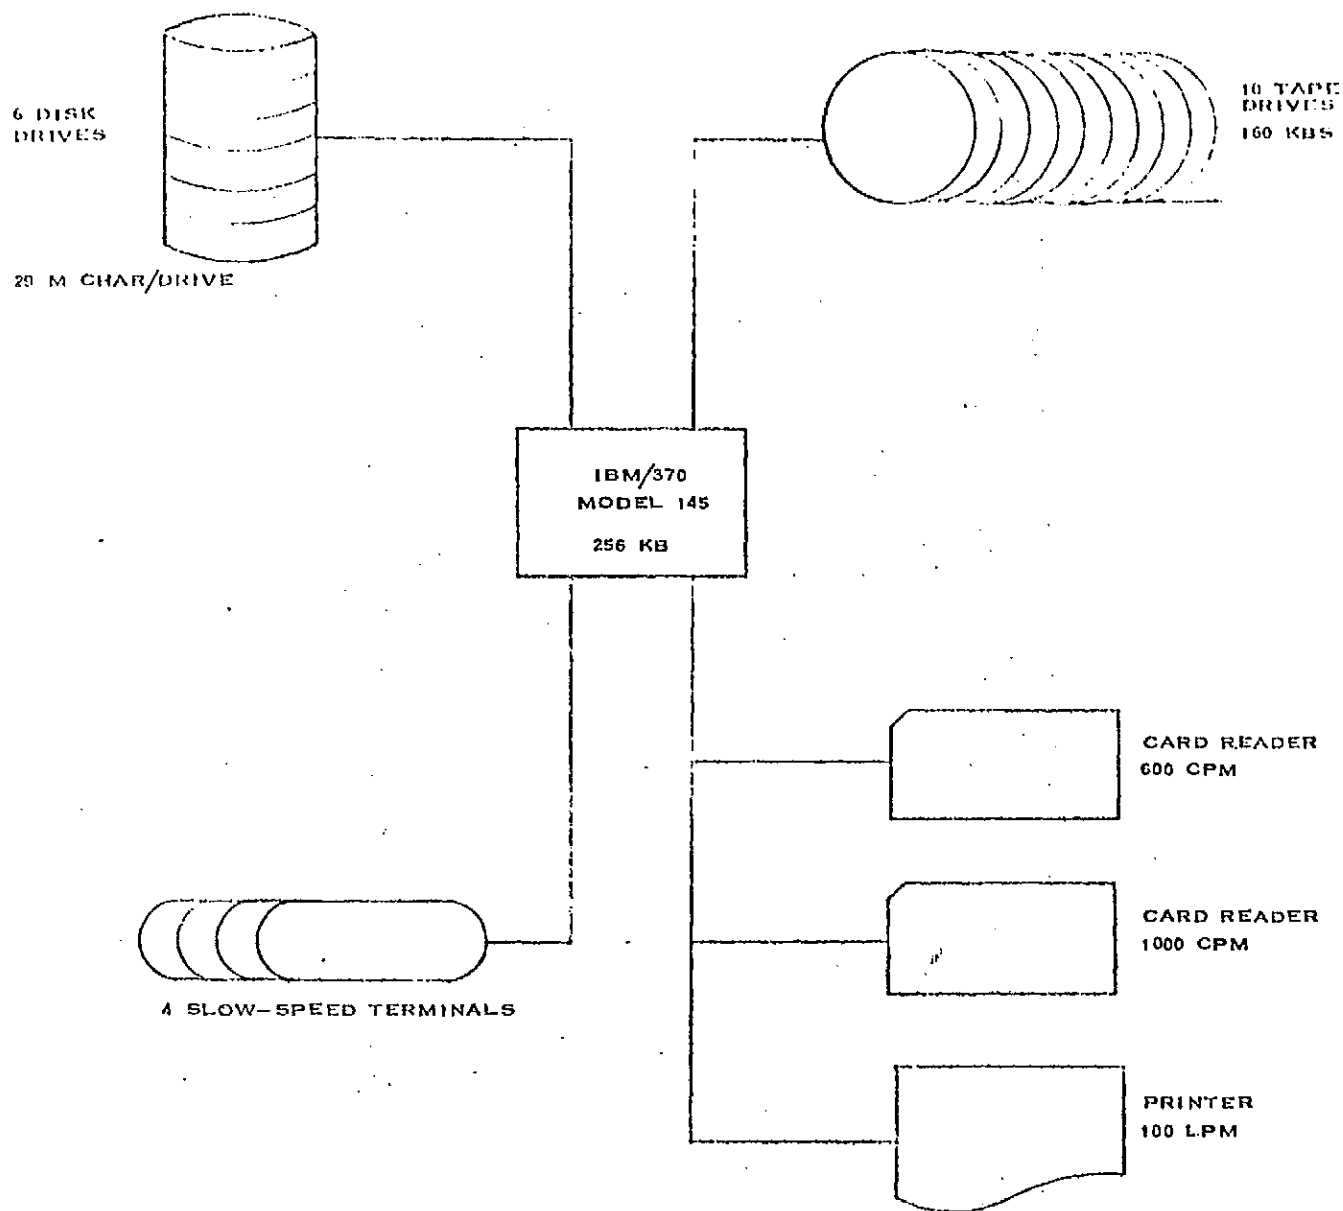 6 DISK
DRIVES
29 M CHAR/DRIVE
10 TAPE
DRIVES
160 KBS
IBM/370
MODEL 145
256 KB
4 SLOW-SPEED TERMINALS
CARD READER
600 CPM
CARD READER
1000 CPM
PRINTER
100 LPM